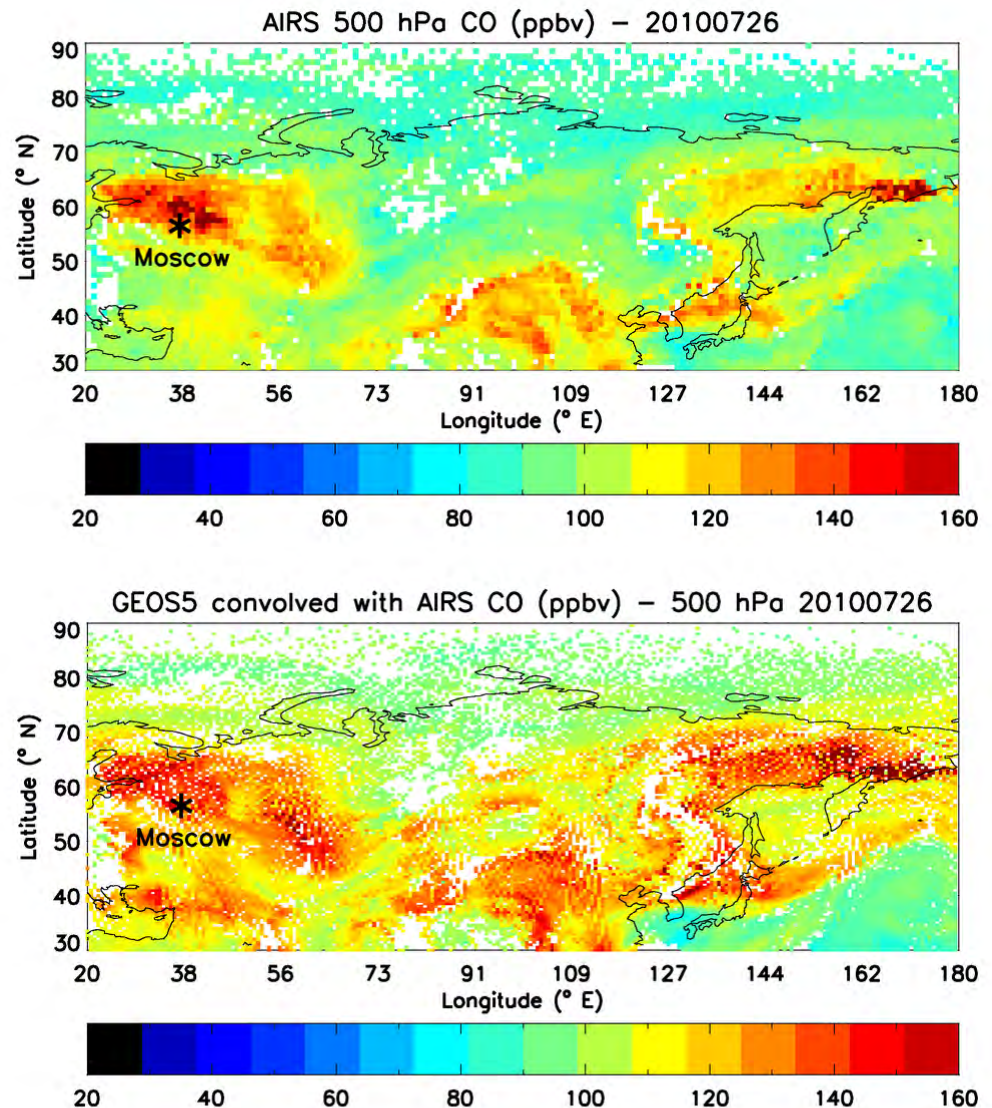 AIRS 500 hPa CO (ppbv) – 20100726
90
80
70
60
50
40
30
Latitude (° N)
Moscow
20 38 56 73 91 109 127 144 162 180
Longitude (° E)
20 40 60 80 100 120 140 160
GEOS5 convolved with AIRS CO (ppbv) – 500 hPa 20100726
90
80
70
60
50
40
30
Latitude (° N)
Moscow
20 38 56 73 91 109 127 144 162 180
Longitude (° E)
20 40 60 80 100 120 140 160